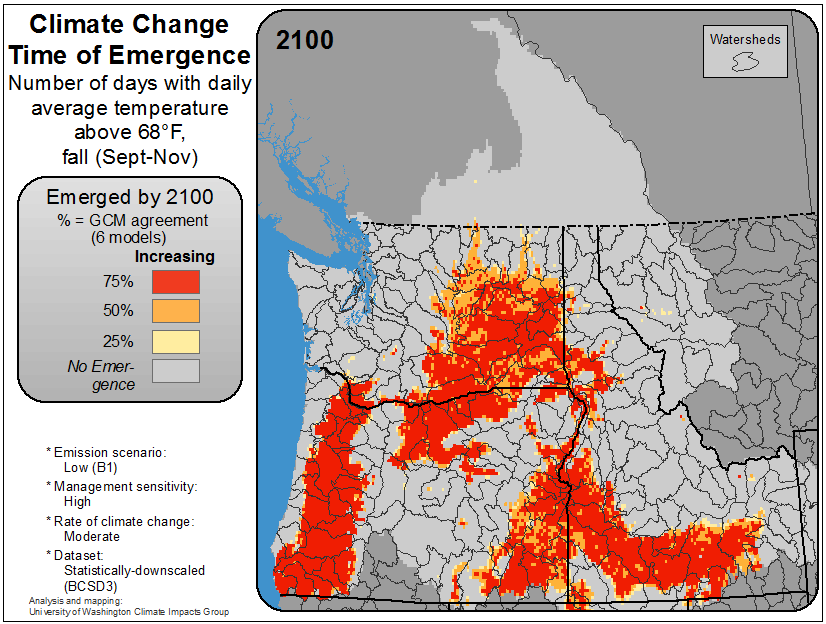 Climate Change
Time of Emergence
Number of days with daily
average temperature
above 68°F,
fall (Sept-Nov)
Emerged by 2100
% = GCM agreement
(6 models)
Increasing
75%
50%
25%
No Emer-
gence
* Emission scenario:
Low (B1)
* Management sensitivity:
High
* Rate of climate change:
Moderate
* Dataset:
Statistically-downscaled
(BCSD3)
Analysis and mapping:
University of Washington Climate Impacts Group
2100
Watersheds